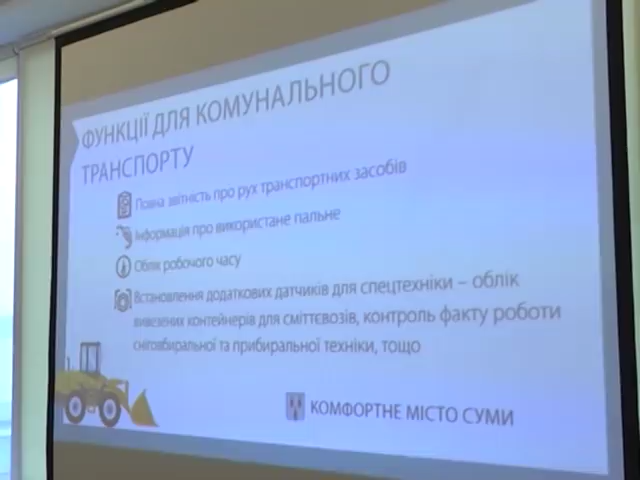 ФУНКЦІЇ ДЛЯ КОМУНАЛЬНОГО
ТРАНСПОРТУ
Повна звітність про рух транспортних засобів
Інформація про використане пальне
Облік робочого часу
Встановлення додаткових датчиків для спецтехніки – облік
вивезених контейнерів для сміттєвозів, контроль факту роботи
снігозбиральної та прибиральної техніки, тощо
КОМФОРТНЕ МІСТО СУМИ